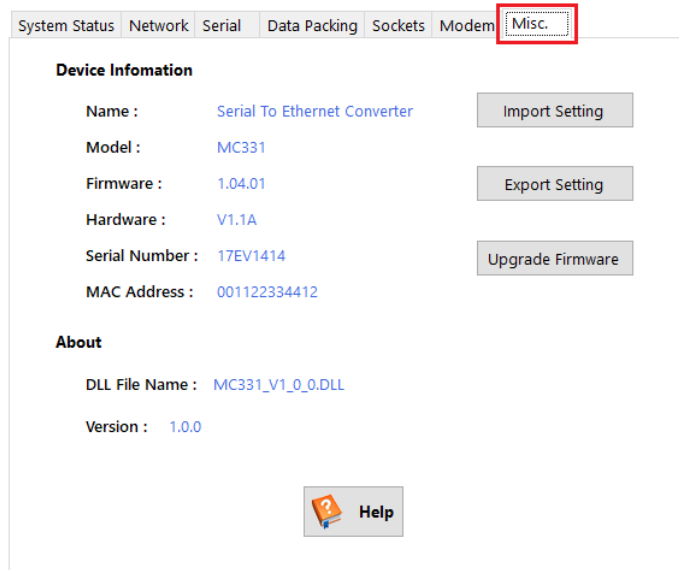 System Status Network Serial Data Packing Sockets Modem Misc.
Device Infomation
Name : Serial To Ethernet Converter Import Setting
Model : MC331
Firmware : 1.04.01 Export Setting
Hardware : V1.1A
Serial Number : 17EV1414 Upgrade Firmware
MAC Address : 001122334412
About
DLL File Name : MC331_V1_0_0.DLL
Version : 1.0.0
Help